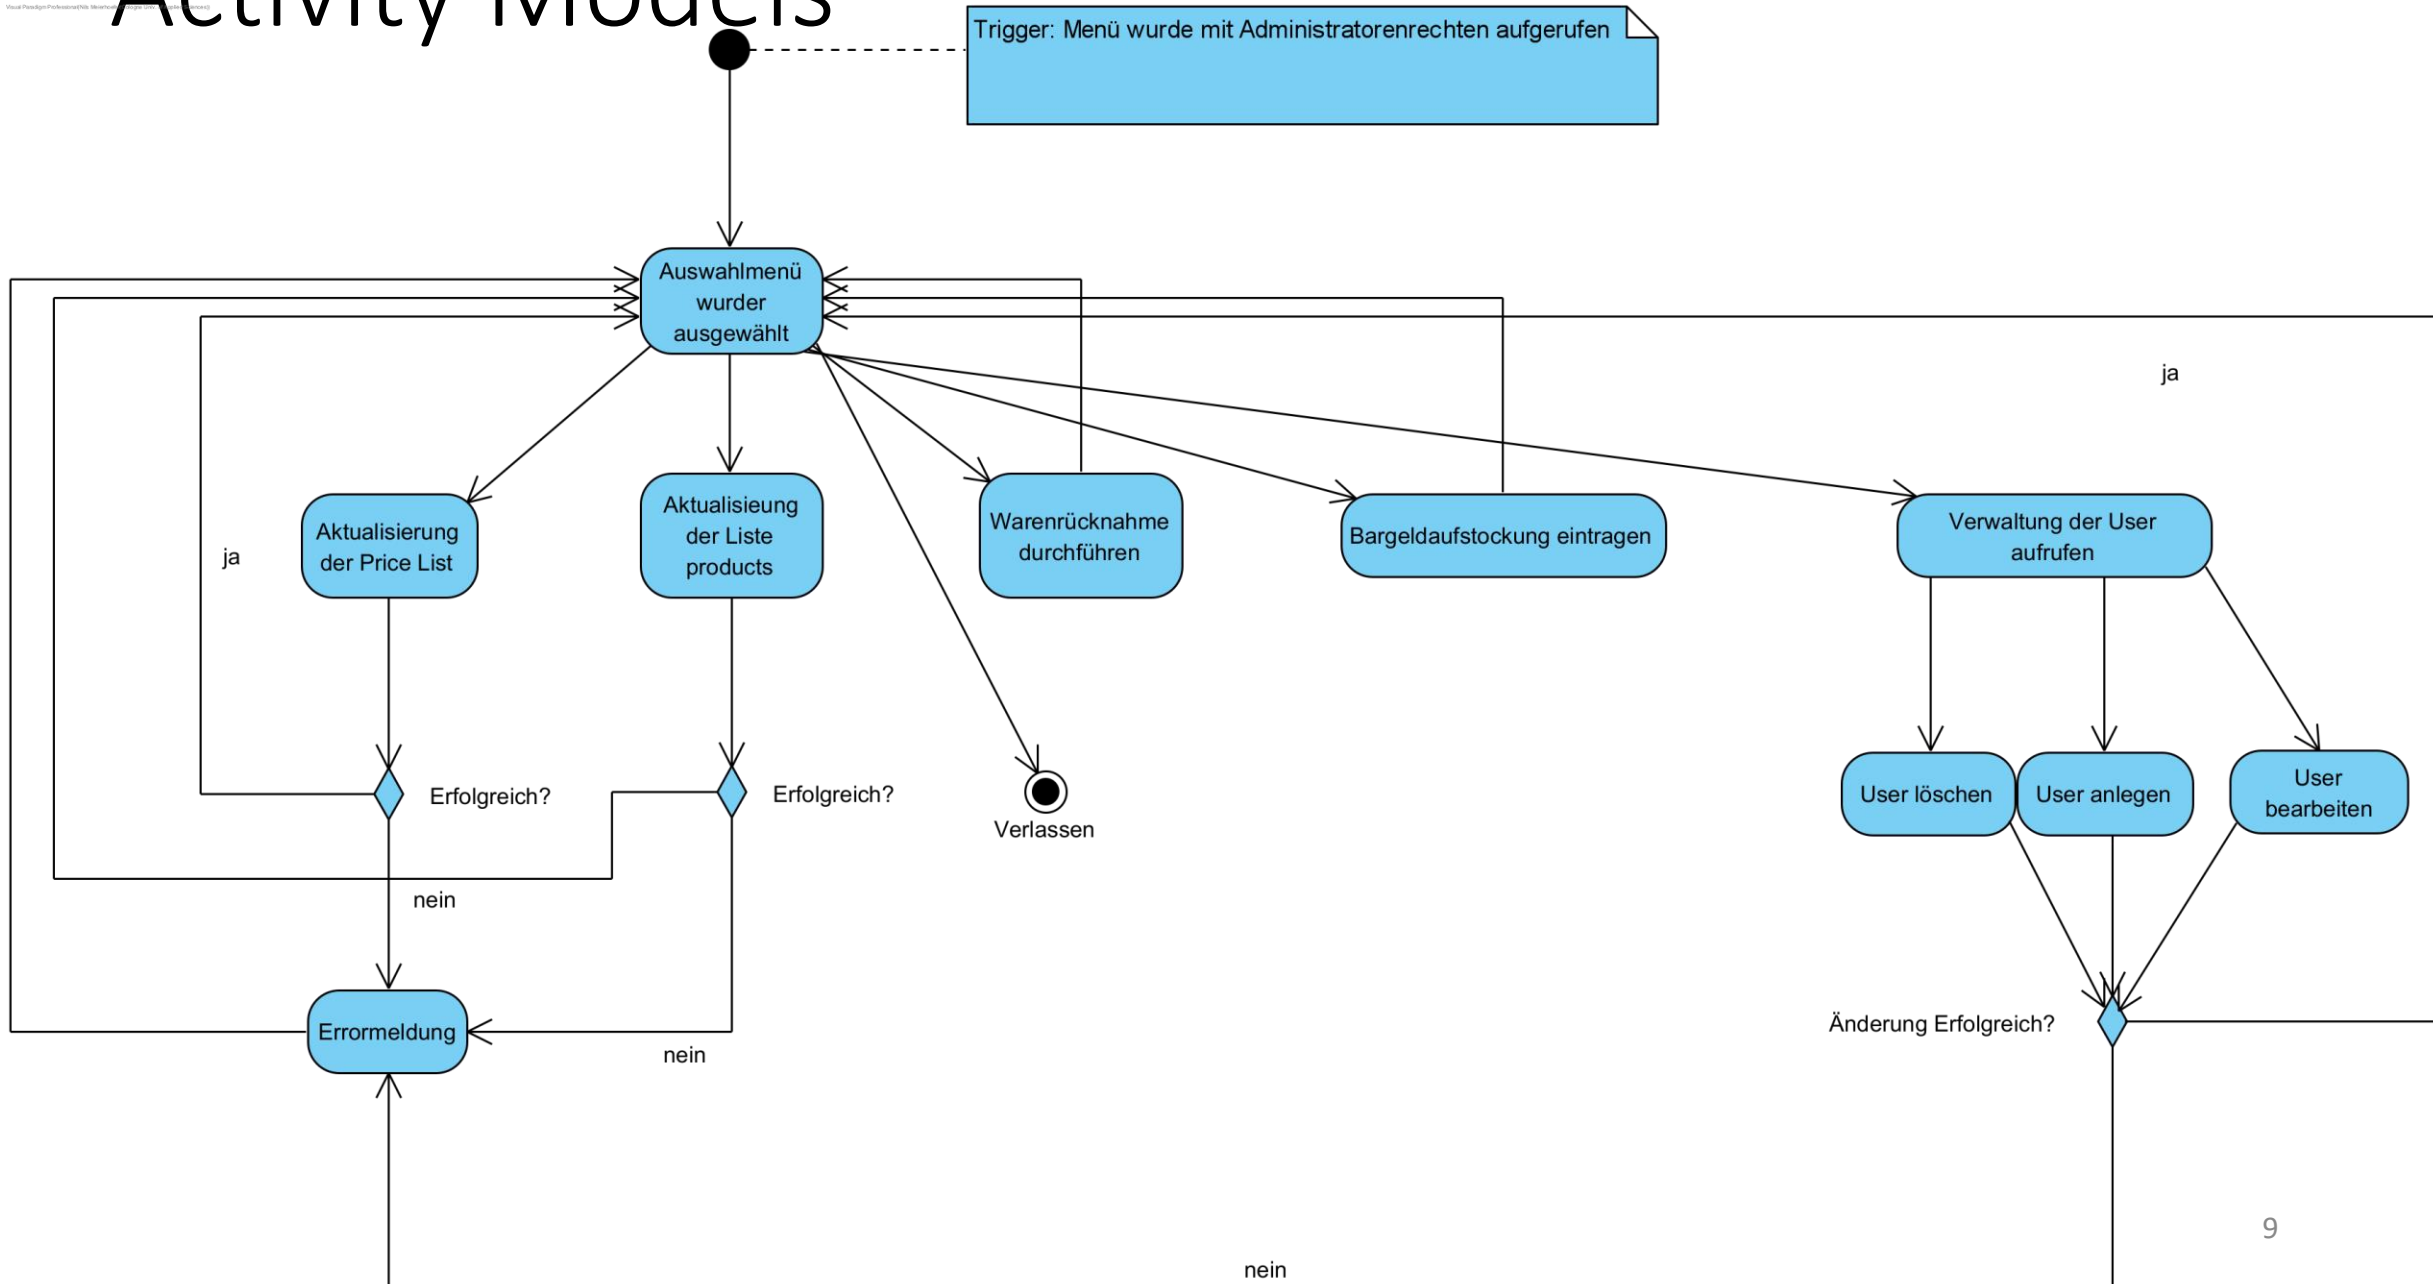 Activity Models
Trigger: Menü wurde mit Administratorenrechten aufgerufen
Auswahlmenü
wurder
ausgewählt
ja
Aktualisierung
der Price List
ja
Aktualisieung
der Liste
products
Warenrücknahme
durchführen
Bargeldaufstockung eintragen
Verwaltung der User
aufrufen
Erfolgreich?
Erfolgreich?
Verlassen
User löschen
User anlegen
User
bearbeiten
nein
Errormeldung
nein
Änderung Erfolgreich?
nein
9